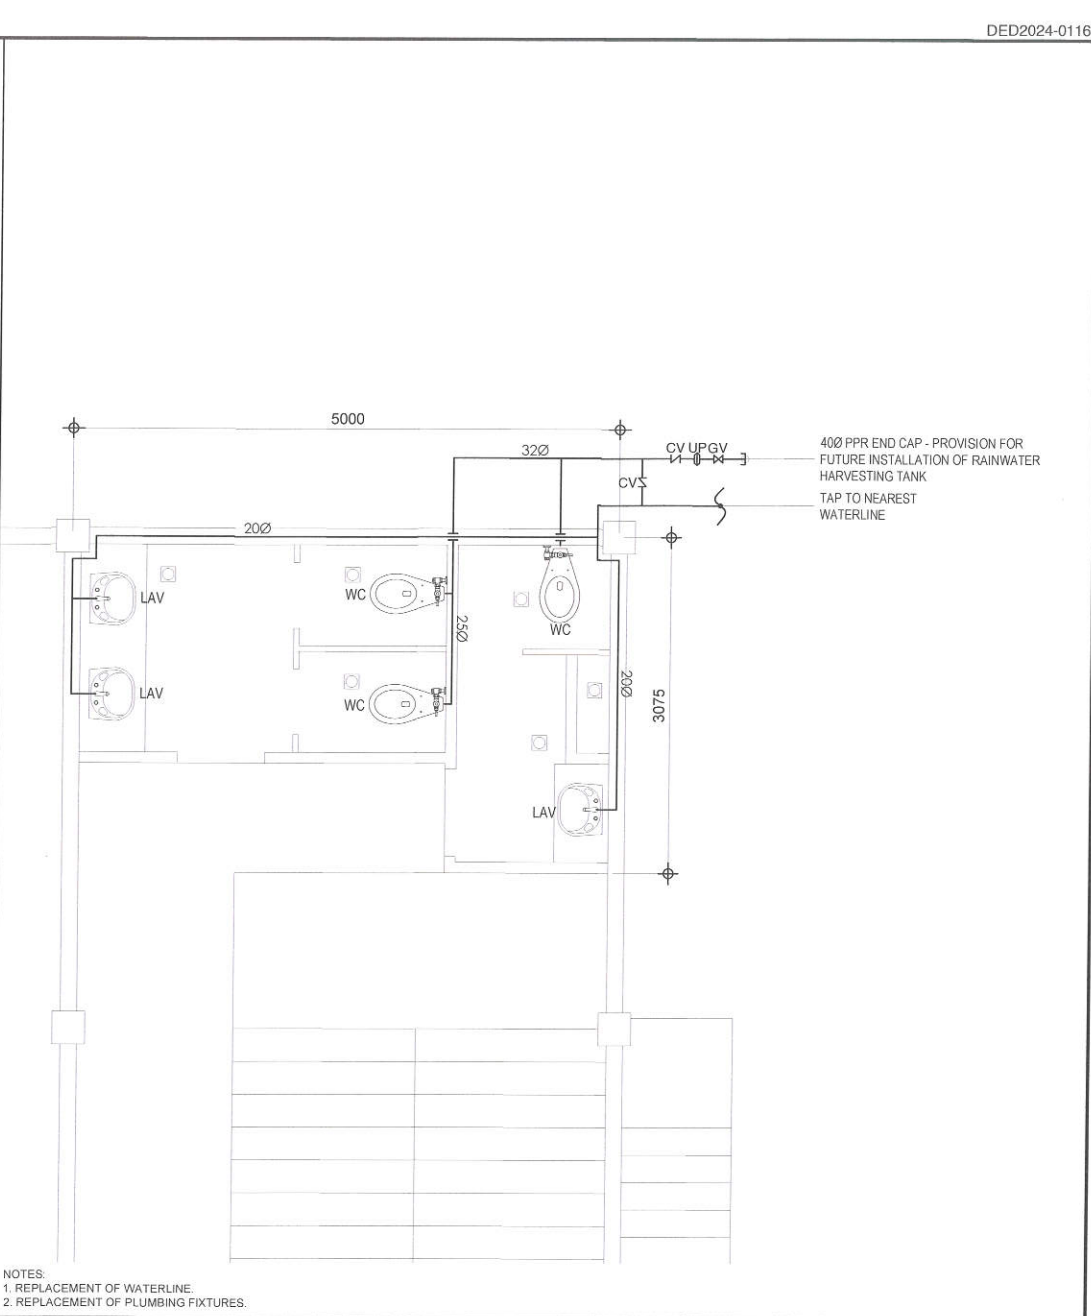 DED2024-0116
5000
32Ø
CV UPGV
40Ø PPR END CAP - PROVISION FOR
FUTURE INSTALLATION OF RAINWATER
HARVESTING TANK
CV
TAP TO NEAREST
WATERLINE
20Ø
LAV
WC
WC
25Ø
LAV
WC
20Ø
3075
LAV
NOTES:
1. REPLACEMENT OF WATERLINE.
2. REPLACEMENT OF PLUMBING FIXTURES.